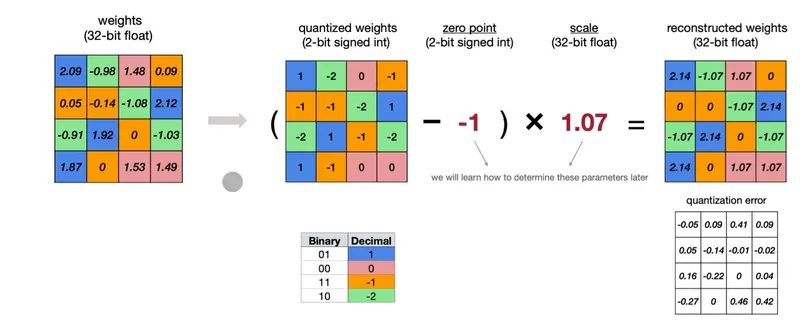 weights
(32-bit float)
quantized weights
(2-bit signed int)
zero point
(2-bit signed int)
scale
(32-bit float)
reconstructed weights
(32-bit float)
2.09 -0.98 1.48 0.09
0.05 -0.14 -1.08 2.12
-0.91 1.92 0 -1.03
1.87 0 1.53 1.49
(
1 -2 0 -1
-1 -1 -2 1
-2 1 -1 -2
1 -1 0 0
− -1 ) × 1.07 =
2.14 -1.07 1.07 0
0 0 -1.07 2.14
-1.07 2.14 0 -1.07
2.14 0 1.07 1.07
we will learn how to determine these parameters later
quantization error
-0.05 0.09 0.41 0.09
0.05 -0.14 -0.01 -0.02
0.16 -0.22 0 0.04
-0.27 0 0.46 0.42
Binary Decimal
01 1
00 0
11 -1
10 -2